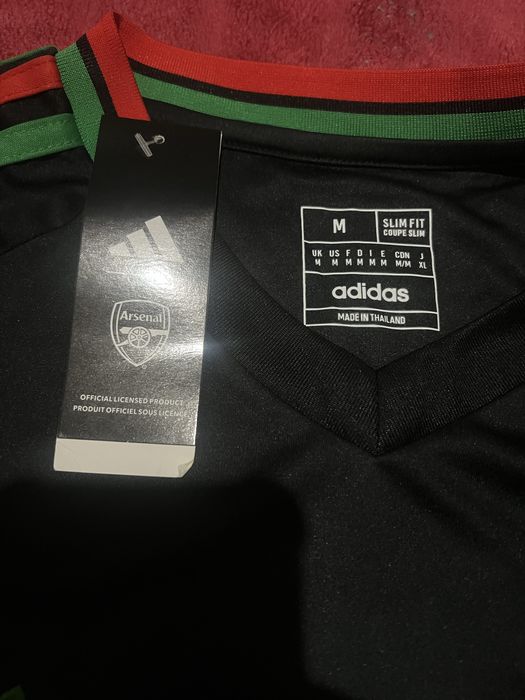 Arsenal
OFFICIAL LICENSED PRODUCT
PRODUIT OFFICIEL SOUS LICENCE
M
SLIM FIT
COUPE SLIM
UK US F D I E CDN J
M M M M M M M/M XL
adidas
MADE IN THAILAND